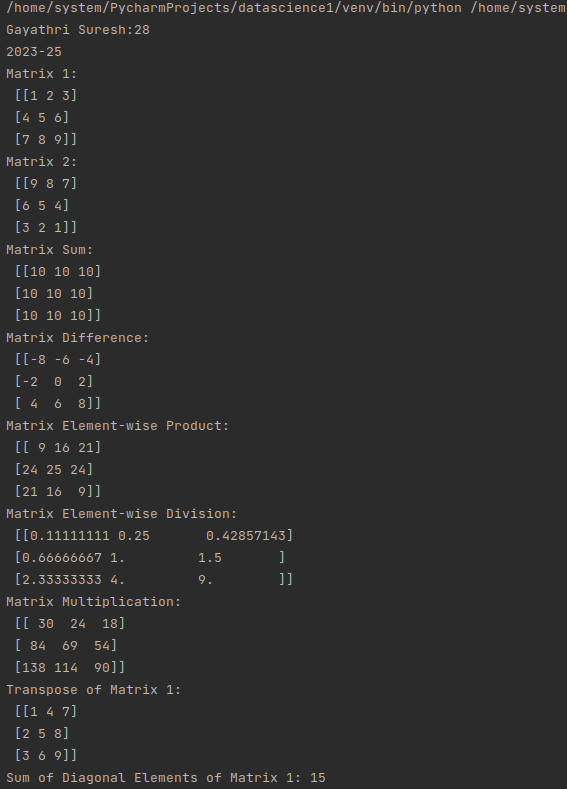 /home/system/PycharmProjects/datascience1/venv/bin/python /home/system
Gayathri Suresh:28
2023-25
Matrix 1:
 [[1 2 3]
 [4 5 6]
 [7 8 9]]
Matrix 2:
 [[9 8 7]
 [6 5 4]
 [3 2 1]]
Matrix Sum:
 [[10 10 10]
 [10 10 10]
 [10 10 10]]
Matrix Difference:
 [[-8 -6 -4]
 [-2  0  2]
 [ 4  6  8]]
Matrix Element-wise Product:
 [[ 9 16 21]
 [24 25 24]
 [21 16  9]]
Matrix Element-wise Division:
 [[0.11111111 0.25       0.42857143]
 [0.66666667 1.         1.5       ]
 [2.33333333 4.         9.        ]]
Matrix Multiplication:
 [[ 30  24  18]
 [ 84  69  54]
 [138 114  90]]
Transpose of Matrix 1:
 [[1 4 7]
 [2 5 8]
 [3 6 9]]
Sum of Diagonal Elements of Matrix 1: 15